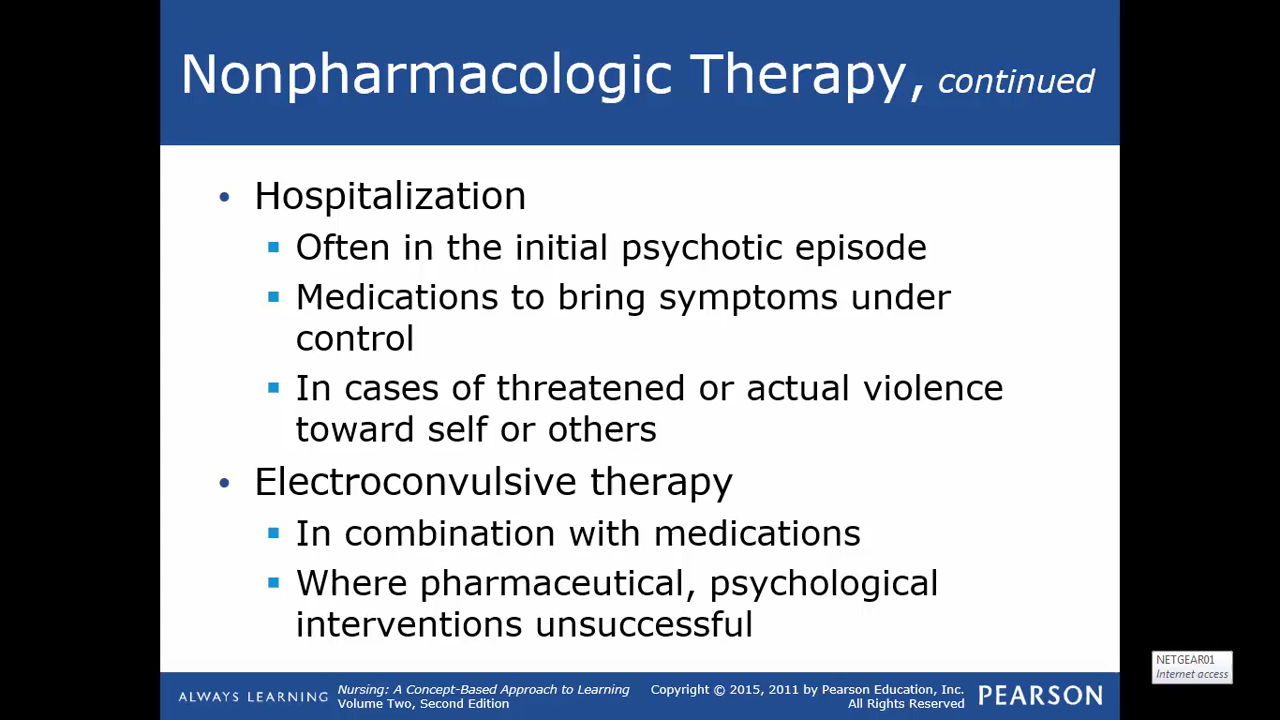 Nonpharmacologic Therapy, continued
• Hospitalization
▪ Often in the initial psychotic episode
▪ Medications to bring symptoms under
control
▪ In cases of threatened or actual violence
toward self or others
• Electroconvulsive therapy
▪ In combination with medications
▪ Where pharmaceutical, psychological
interventions unsuccessful
NETGEAR01
Internet access
ALWAYS LEARNING
Nursing: A Concept-Based Approach to Learning
Volume Two, Second Edition
Copyright © 2015, 2011 by Pearson Education, Inc.
All Rights Reserved
PEARSON